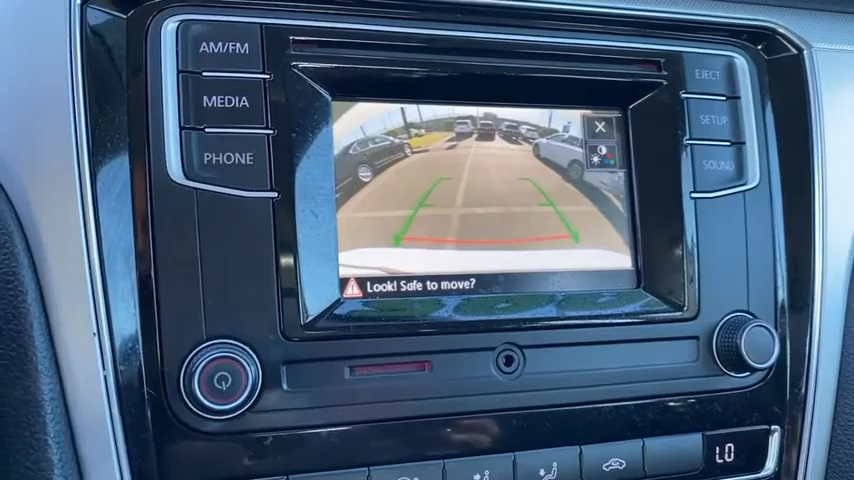 AM/FM
EJECT
MEDIA
SETUP
PHONE
SOUND
Look! Safe to move?
LO